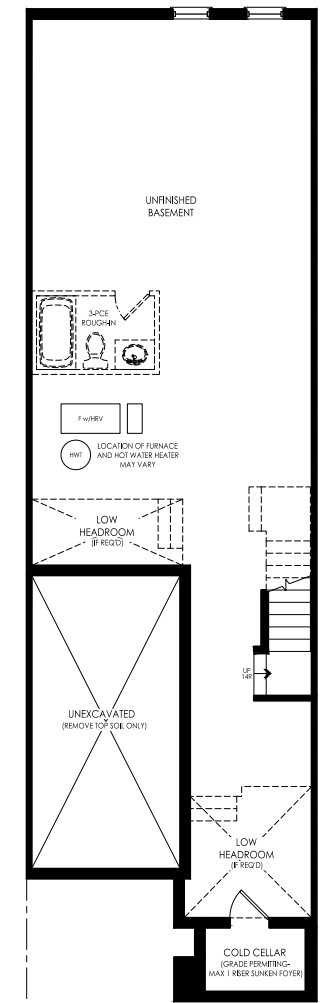 UNFINISHED
BASEMENT
3-PCE
ROUGH-IN
F w/HRV
HWT
LOCATION OF FURNACE
AND HOT WATER HEATER
MAY VARY
LOW
HEADROOM
(IF REQ'D)
UP
14R
UNEXCAVATED
(REMOVE TOP SOIL ONLY)
LOW
HEADROOM
(IF REQ'D)
COLD CELLAR
(GRADE PERMITTING-
MAX 1 RISER SUNKEN FOYER)